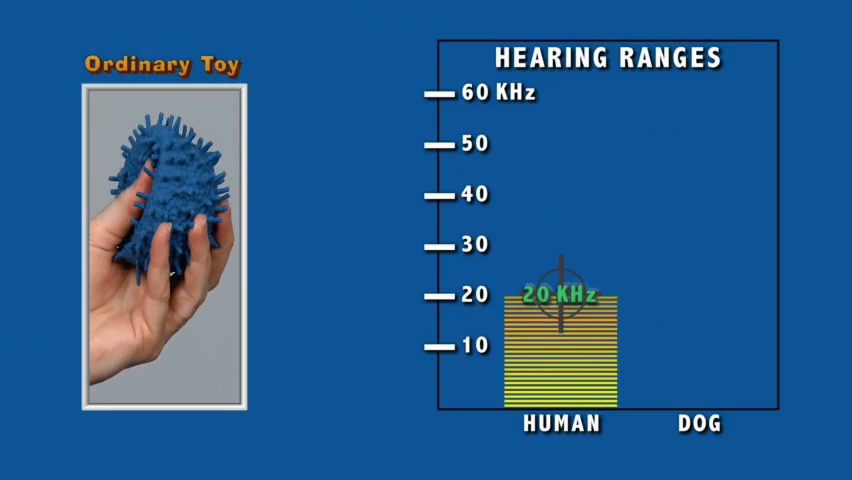 Ordinary Toy
HEARING RANGES
60 KHz
50
40
30
20
20 KHz
10
HUMAN
DOG